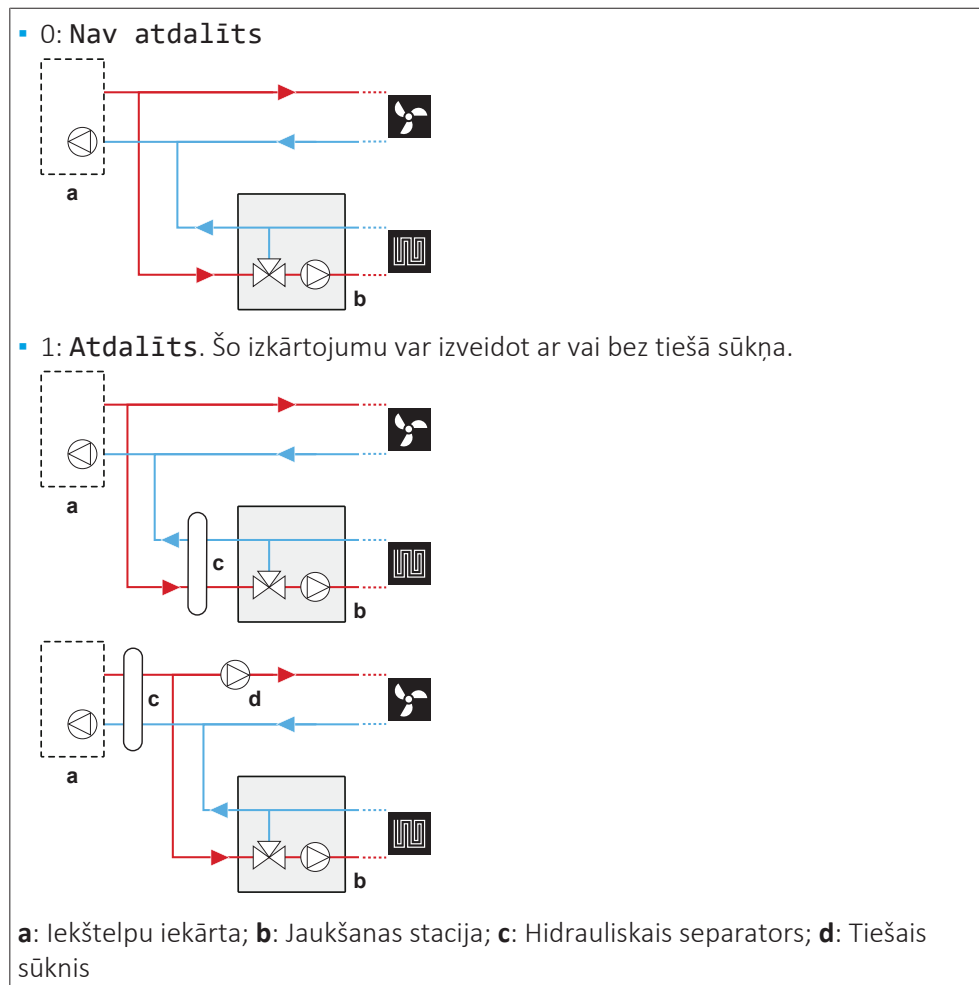 ▪ 0: Nav atdalīts
a
b
▪ 1: Atdalīts. Šo izkārtojumu var izveidot ar vai bez tiešā sūkņa.
a
c
b
c
d
a
b
a: Iekštelpu iekārta; b: Jaukšanas stacija; c: Hidrauliskais separators; d: Tiešais
sūknis